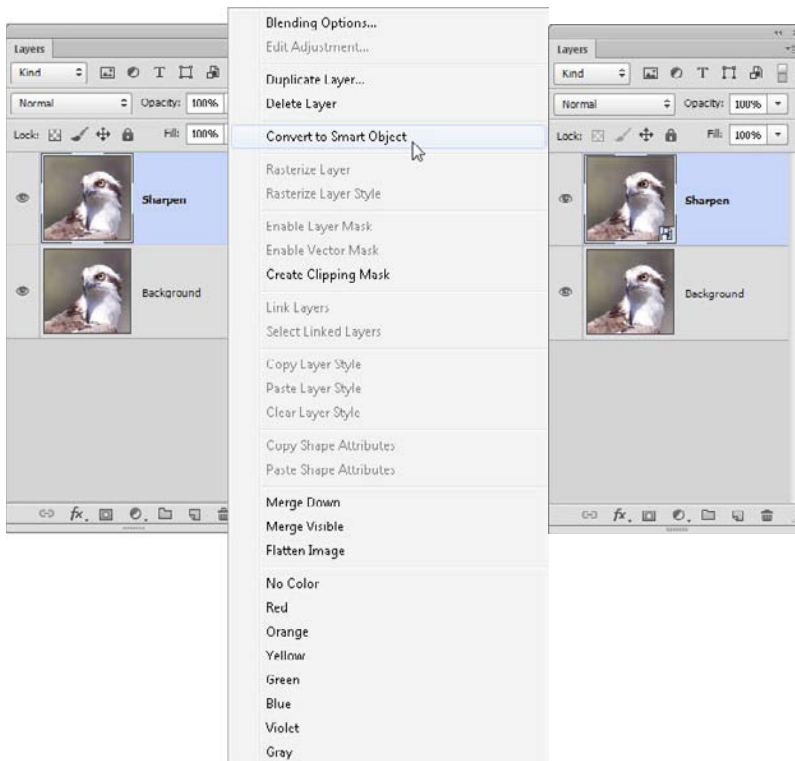 Layers
Kind
T
Normal
Opacity: 100%
Lock:
Fill: 100%
Sharpen
Background
fx.
Blending Options...
Edit Adjustment...
Duplicate Layer...
Delete Layer
Convert to Smart Object
Rasterize Layer
Rasterize Layer Style
Enable Layer Mask
Enable Vector Mask
Create Clipping Mask
Link Layers
Select Linked Layers
Copy Layer Style
Paste Layer Style
Clear Layer Style
Copy Shape Attributes
Paste Shape Attributes
Merge Down
Merge Visible
Flatten Image
No Color
Red
Orange
Yellow
Green
Blue
Violet
Gray
Layers
Kind
T
Normal
Opacity: 100%
Lock:
Fill: 100%
Sharpen
Background
fx.